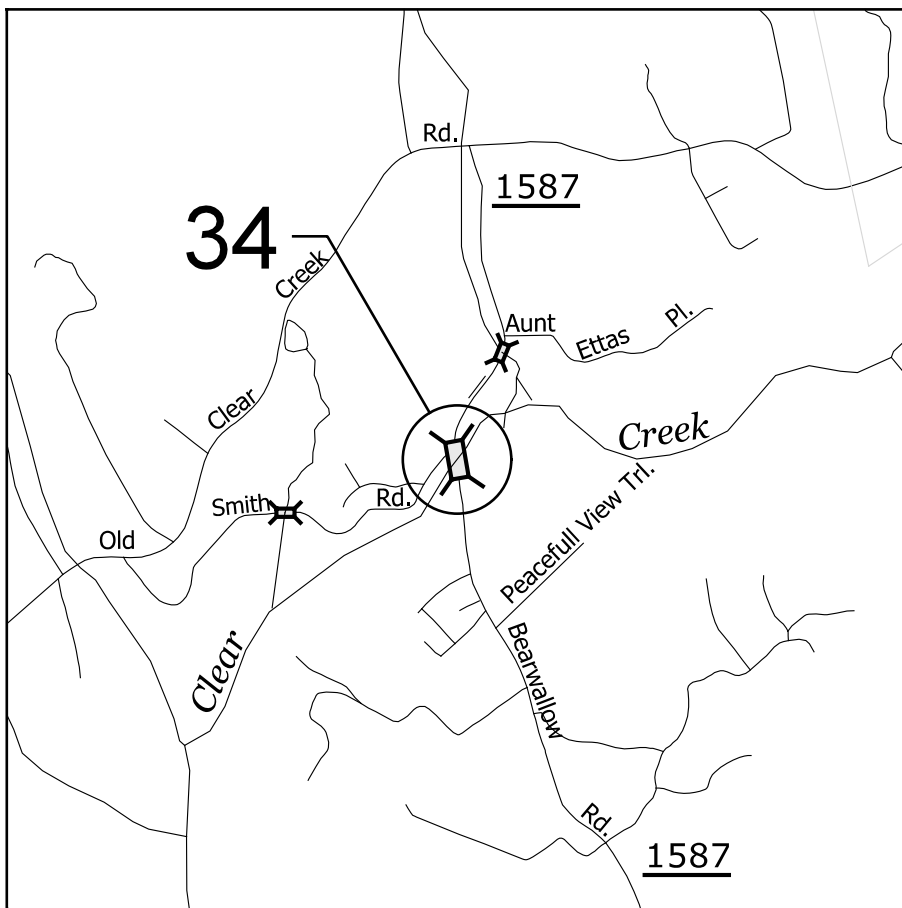 Rd.
1587
34
Creek
Aunt
Ettas
Pl.
Clear
Creek
Peacefull View Trl.
Smith
Rd.
Old
Clear
Bearwallow
Rd.
1587